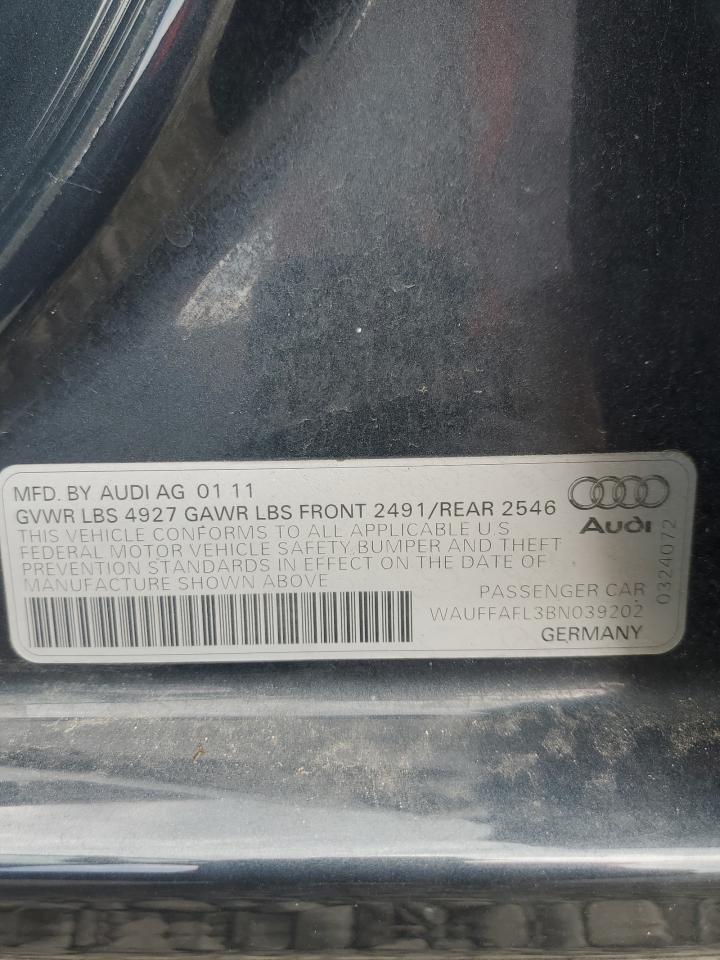 MFD. BY AUDI AG 01 11
GVWR LBS 4927 GAWR LBS FRONT 2491/REAR 2546
THIS VEHICLE CONFORMS TO ALL APPLICABLE U.S
FEDERAL MOTOR VEHICLE SAFETY, BUMPER AND THEFT
PREVENTION STANDARDS IN EFFECT ON THE DATE OF
MANUFACTURE SHOWN ABOVE
PASSENGER CAR
WAUFFAFL3BN039202
GERMANY
Audi
0324072